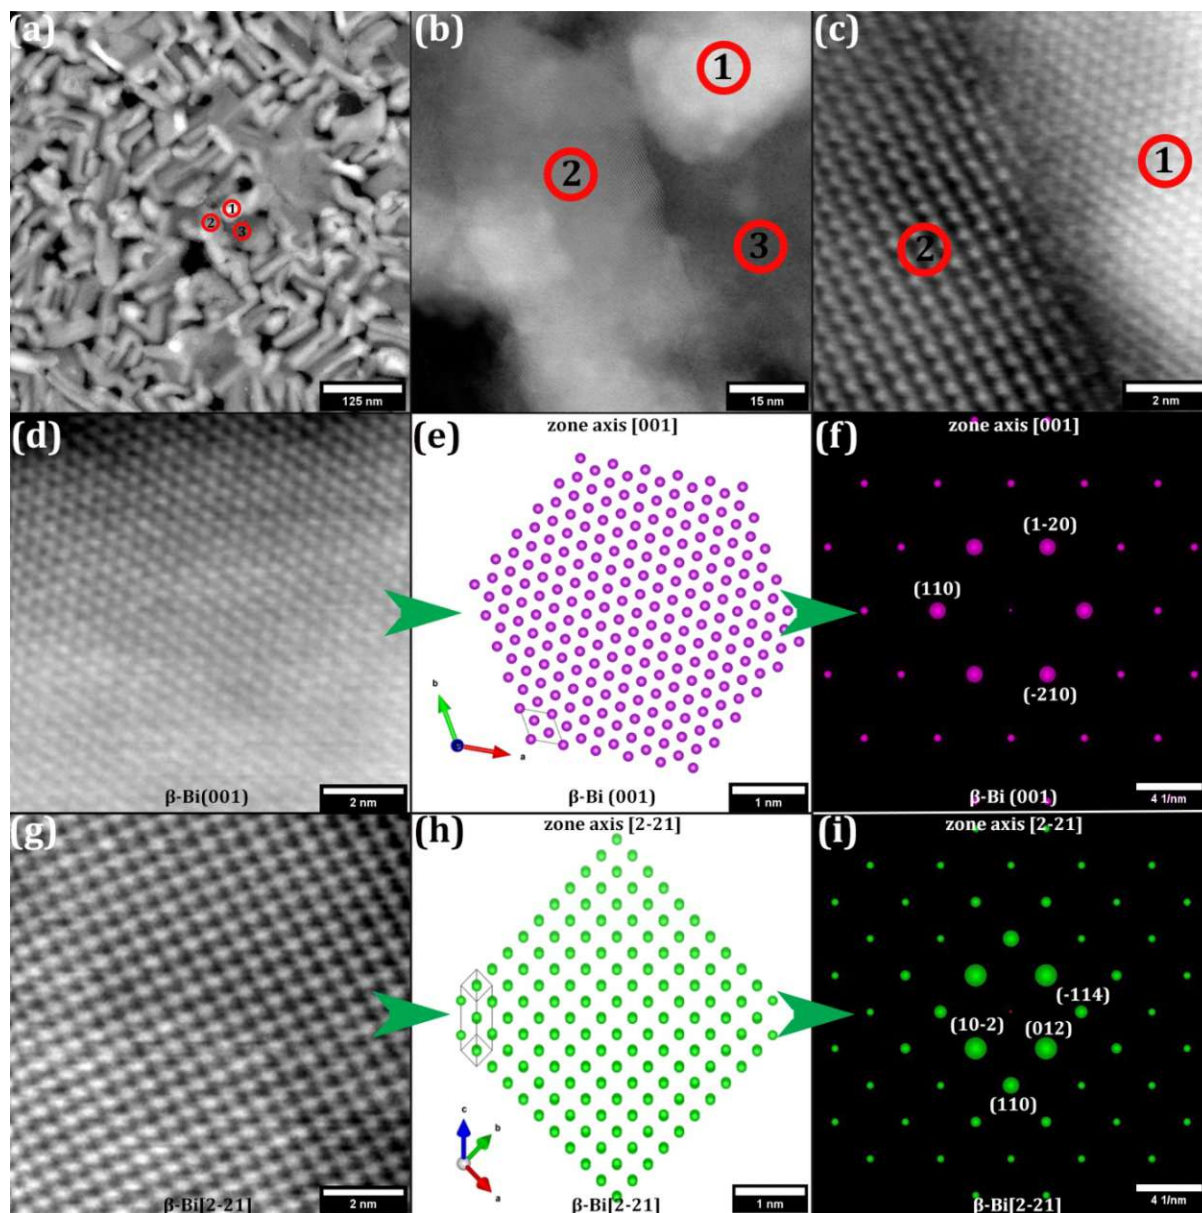 (a)
1
2
3
125 nm
(b)
1
2
3
15 nm
(c)
1
2
2 nm
(d)
β-Bi(001)
2 nm
(e)
zone axis [001]
b
a
β-Bi (001)
1 nm
(f)
zone axis [001]
(1-20)
(110)
(-210)
β-Bi (001)
4 1/nm
(g)
β-Bi[2-21]
2 nm
(h)
zone axis [2-21]
c
b
a
β-Bi[2-21]
1 nm
(i)
zone axis [2-21]
(-114)
(10-2)
(012)
(110)
β-Bi[2-21]
4 1/nm